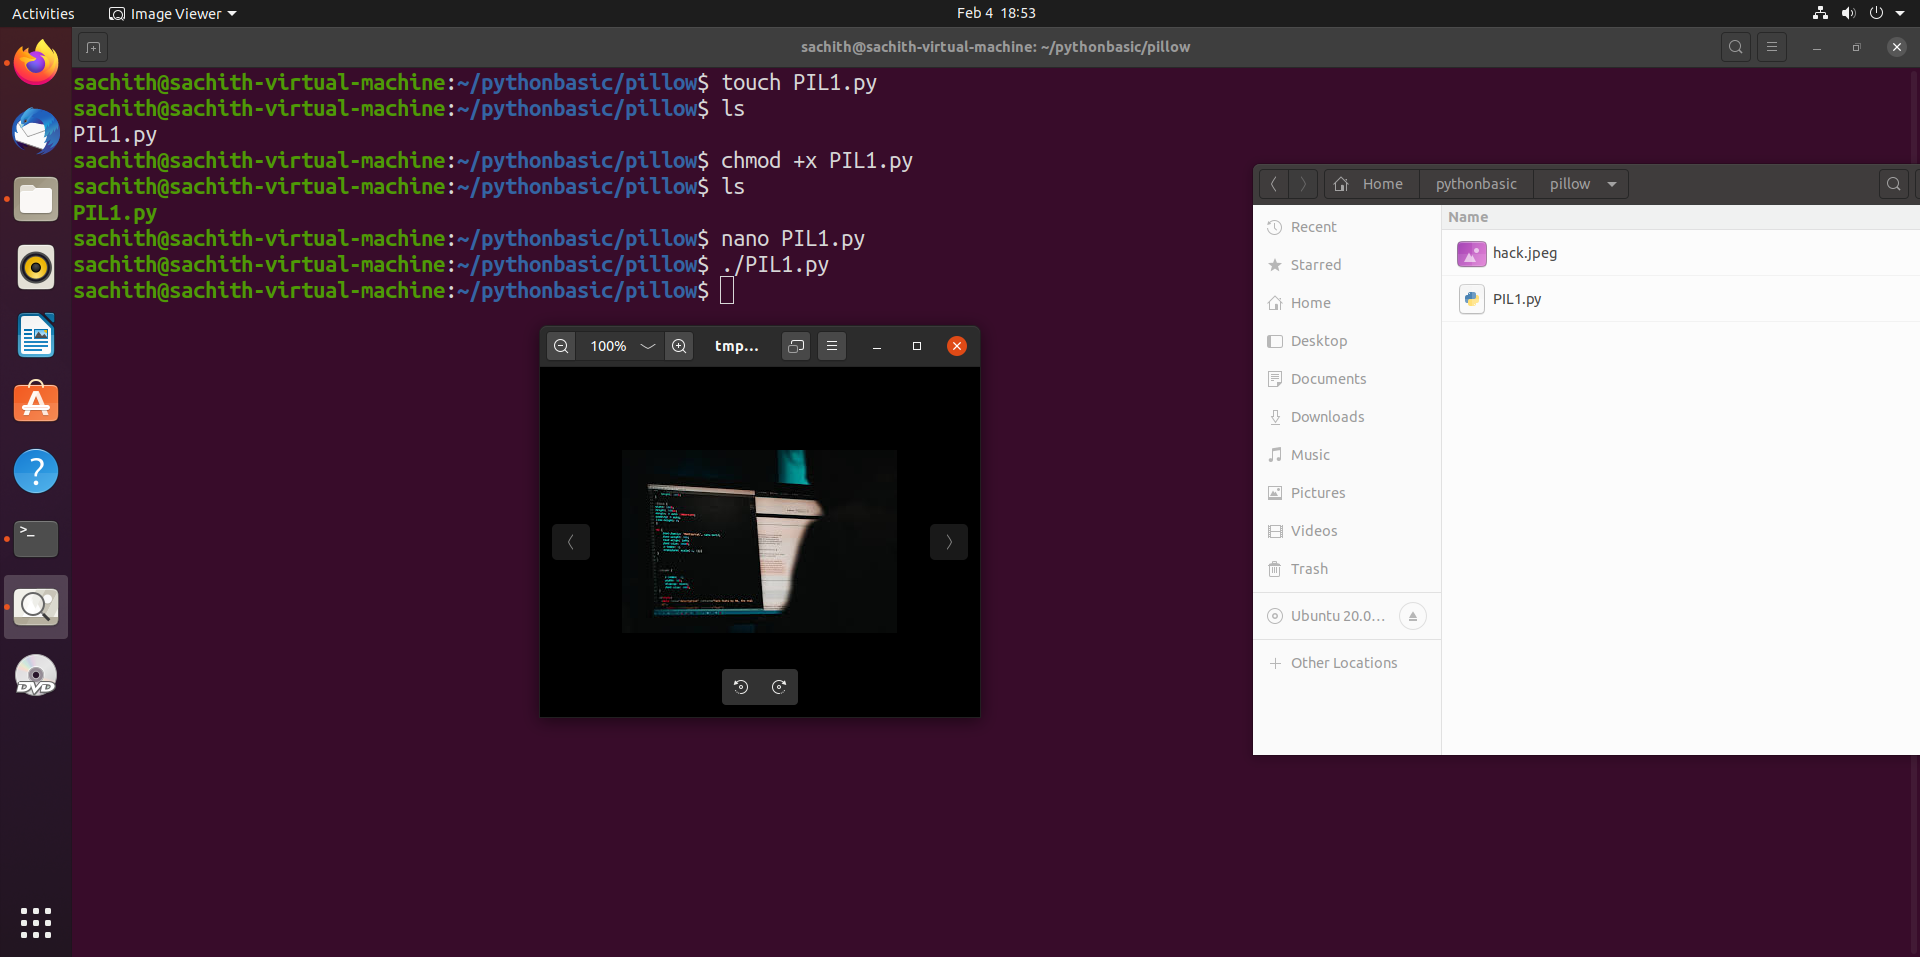 Activities
Image Viewer
Feb 4 18:53
sachith@sachith-virtual-machine: ~/pythonbasic/pillow
sachith@sachith-virtual-machine:~/pythonbasic/pillow$ touch PIL1.py
sachith@sachith-virtual-machine:~/pythonbasic/pillow$ ls
PIL1.py
sachith@sachith-virtual-machine:~/pythonbasic/pillow$ chmod +x PIL1.py
sachith@sachith-virtual-machine:~/pythonbasic/pillow$ ls
PIL1.py
sachith@sachith-virtual-machine:~/pythonbasic/pillow$ nano PIL1.py
sachith@sachith-virtual-machine:~/pythonbasic/pillow$ ./PIL1.py
sachith@sachith-virtual-machine:~/pythonbasic/pillow$
100%
tmp...
Home
pythonbasic
pillow
Recent
Starred
Home
Desktop
Documents
Downloads
Music
Pictures
Videos
Trash
Ubuntu 20.0...
Other Locations
Name
hack.jpeg
PIL1.py
>_
?
DVD